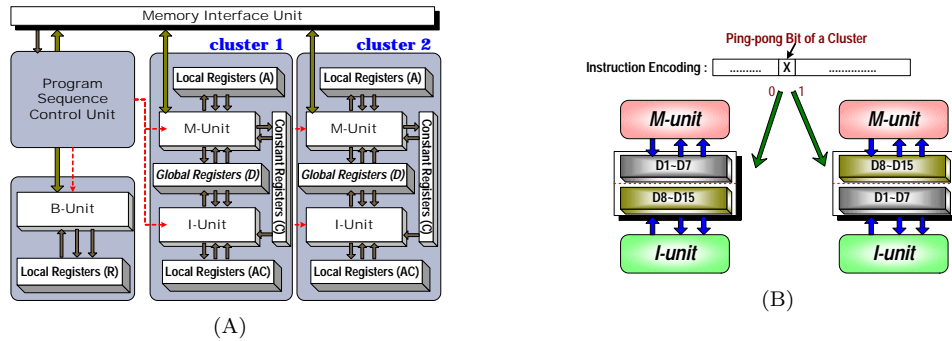 Memory Interface Unit
cluster 1
cluster 2
Program
Sequence
Control Unit
Local Registers (A)
Local Registers (A)
M-Unit
M-Unit
Constant Registers (C)
Constant Registers (C)
Global Registers (D)
Global Registers (D)
B-Unit
I-Unit
I-Unit
Local Registers (R)
Local Registers (AC)
Local Registers (AC)
(A)
Ping-pong Bit of a Cluster
Instruction Encoding : .......... X ...............
0 1
M-unit
M-unit
D1~D7
D8~D15
D8~D15
D1~D7
I-unit
I-unit
(B)